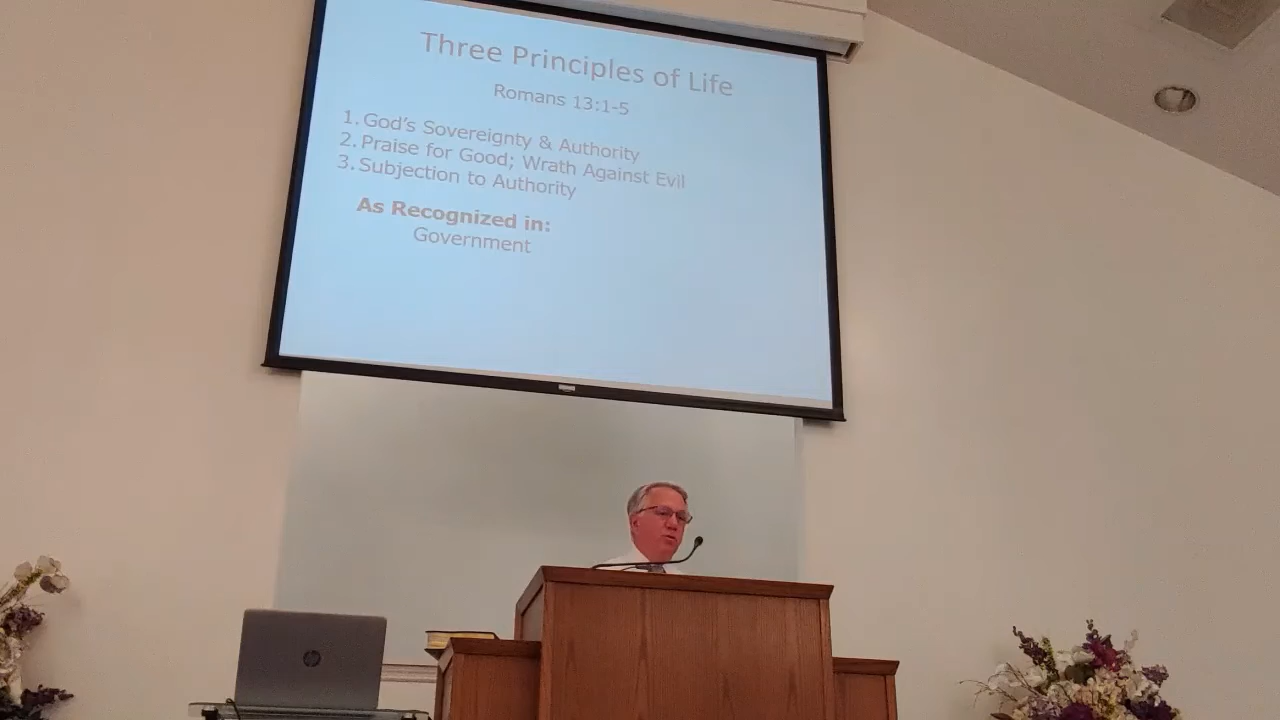 Three Principles of Life
Romans 13:1-5
1. God's Sovereignty & Authority
2. Praise for Good; Wrath Against Evil
3. Subjection to Authority
As Recognized in:
Government
hp